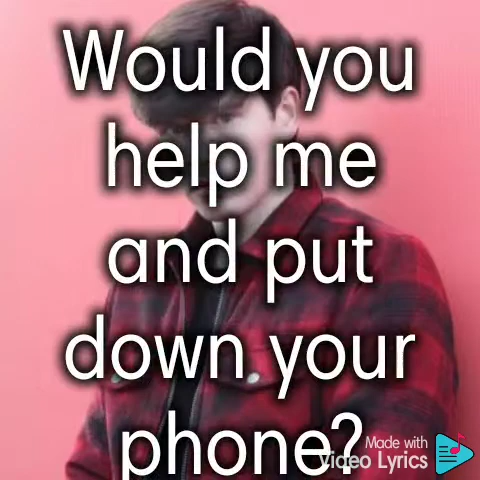 Would you
help me
and put
down your
phone?
Made with
Video Lyrics